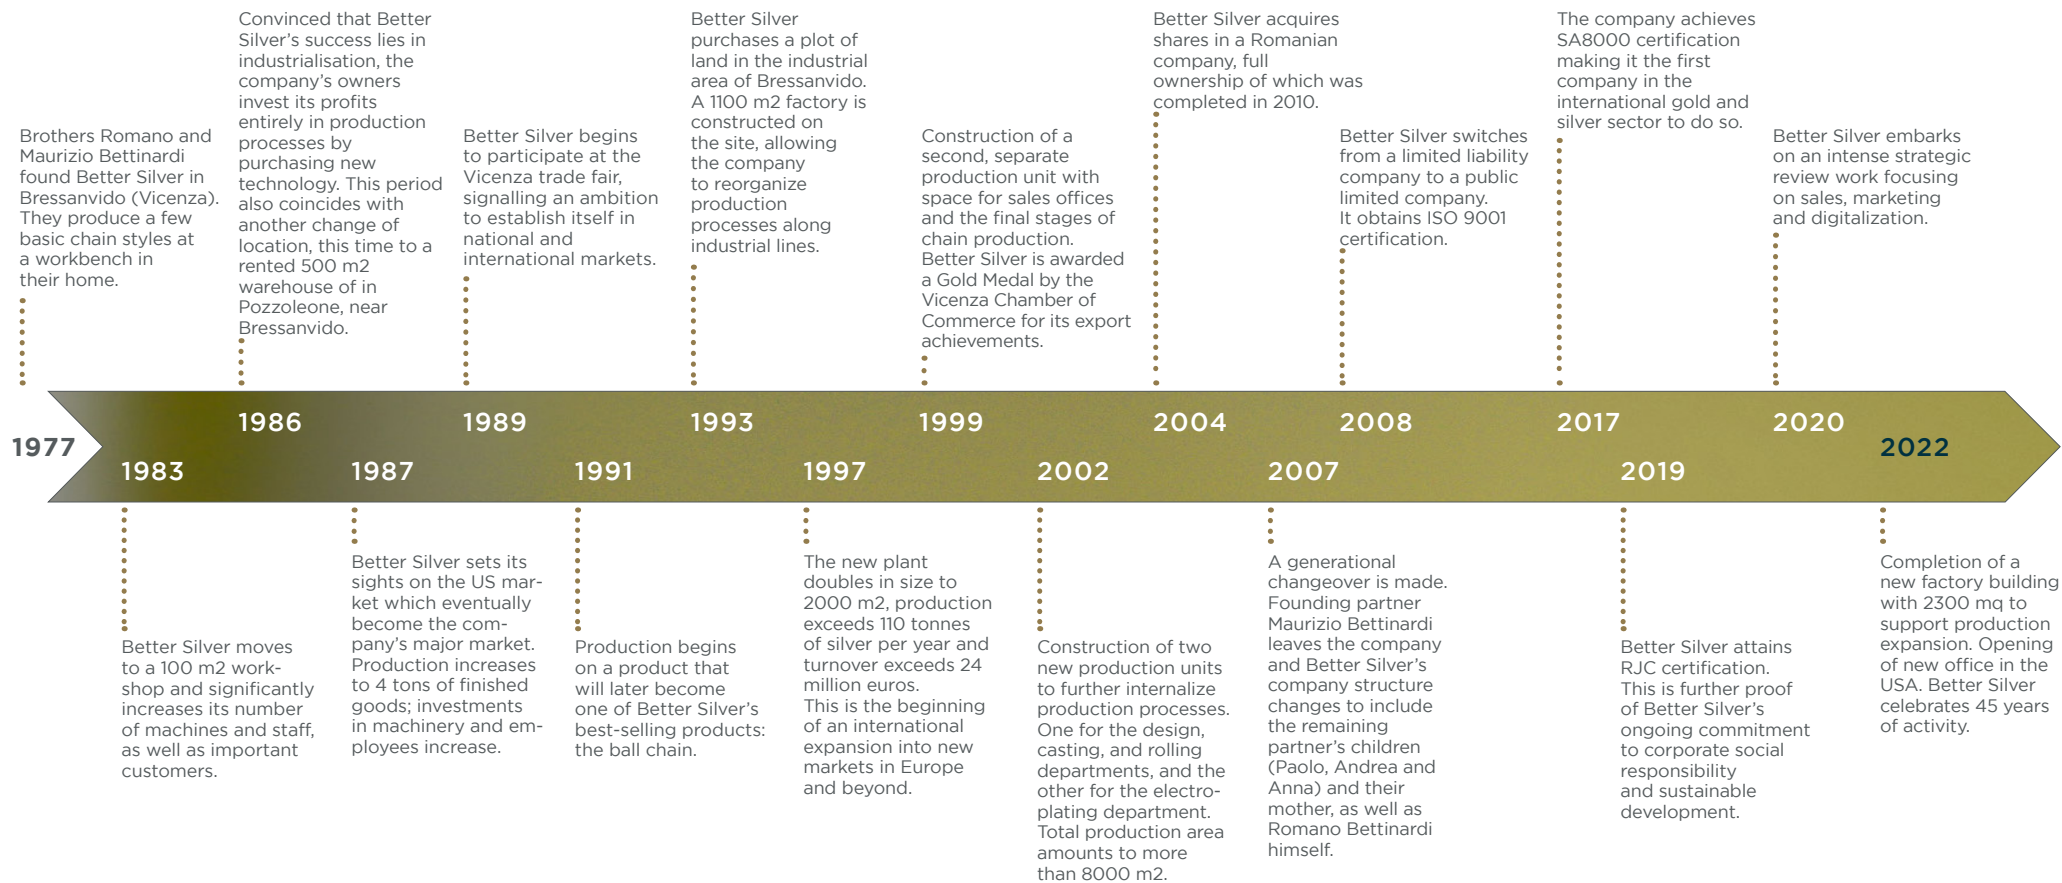 Brothers Romano and
Maurizio Bettinardi
found Better Silver in
Bressanvido (Vicenza).
They produce a few
basic chain styles at
a workbench in
their home.
1977
1983
Better Silver moves
to a 100 m2 work-
shop and significantly
increases its number
of machines and staff,
as well as important
customers.
Convinced that Better
Silver’s success lies in
industrialisation, the
company’s owners
invest its profits
entirely in production
processes by
purchasing new
technology. This period
also coincides with
another change of
location, this time to a
rented 500 m2
warehouse of in
Pozzoleone, near
Bressanvido.
1986
1987
Better Silver sets its
sights on the US mar-
ket which eventually
become the com-
pany’s major market.
Production increases
to 4 tons of finished
goods; investments
in machinery and em-
ployees increase.
Better Silver begins
to participate at the
Vicenza trade fair,
signalling an ambition
to establish itself in
national and
international markets.
1989
1991
Production begins
on a product that
will later become
one of Better Silver’s
best-selling products:
the ball chain.
Better Silver
purchases a plot of
land in the industrial
area of Bressanvido.
A 1100 m2 factory is
constructed on
the site, allowing
the company
to reorganize
production
processes along
industrial lines.
1993
1997
The new plant
doubles in size to
2000 m2, production
exceeds 110 tonnes
of silver per year and
turnover exceeds 24
million euros.
This is the beginning
of an international
expansion into new
markets in Europe
and beyond.
Construction of a
second, separate
production unit with
space for sales offices
and the final stages of
chain production.
Better Silver is awarded
a Gold Medal by the
Vicenza Chamber of
Commerce for its export
achievements.
1999
2002
Construction of two
new production units
to further internalize
production processes.
One for the design,
casting, and rolling
departments, and the
other for the electro-
plating department.
Total production area
amounts to more
than 8000 m2.
Better Silver acquires
shares in a Romanian
company, full
ownership of which was
completed in 2010.
2004
2007
A generational
changeover is made.
Founding partner
Maurizio Bettinardi
leaves the company
and Better Silver’s
company structure
changes to include
the remaining
partner’s children
(Paolo, Andrea and
Anna) and their
mother, as well as
Romano Bettinardi
himself.
Better Silver switches
from a limited liability
company to a public
limited company.
It obtains ISO 9001
certification.
2008
The company achieves
SA8000 certification
making it the first
company in the
international gold and
silver sector to do so.
2017
2019
Better Silver attains
RJC certification.
This is further proof
of Better Silver’s
ongoing commitment
to corporate social
responsibility
and sustainable
development.
Better Silver embarks
on an intense strategic
review work focusing
on sales, marketing
and digitalization.
2020
2022
Completion of a
new factory building
with 2300 mq to
support production
expansion. Opening
of new office in the
USA. Better Silver
celebrates 45 years
of activity.